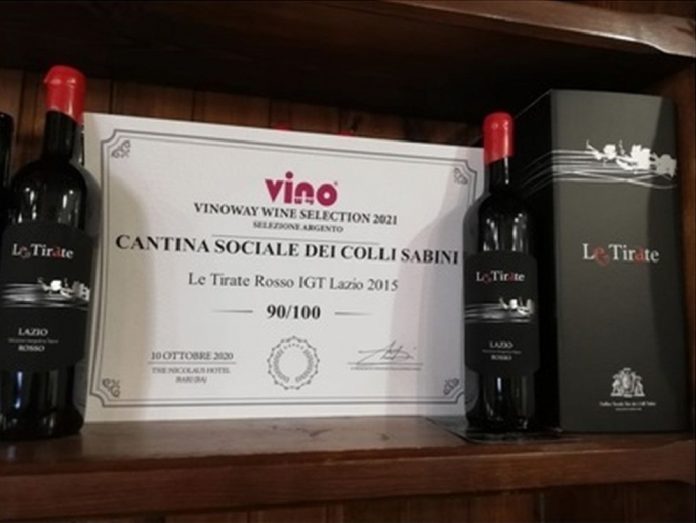 vino
VINOWAY WINE SELECTION 2021
SELEZIONE ARGENTO
CANTINA SOCIALE DEI COLLI SABINI
Le Tirate Rosso IGT Lazio 2015
90/100
10 OTTOBRE 2020
THE NICOLAUS HOTEL
BARI (BA)
Le Tirate
LAZIO
ROSSO
Le Tirate
LAZIO
ROSSO
Le Tirate